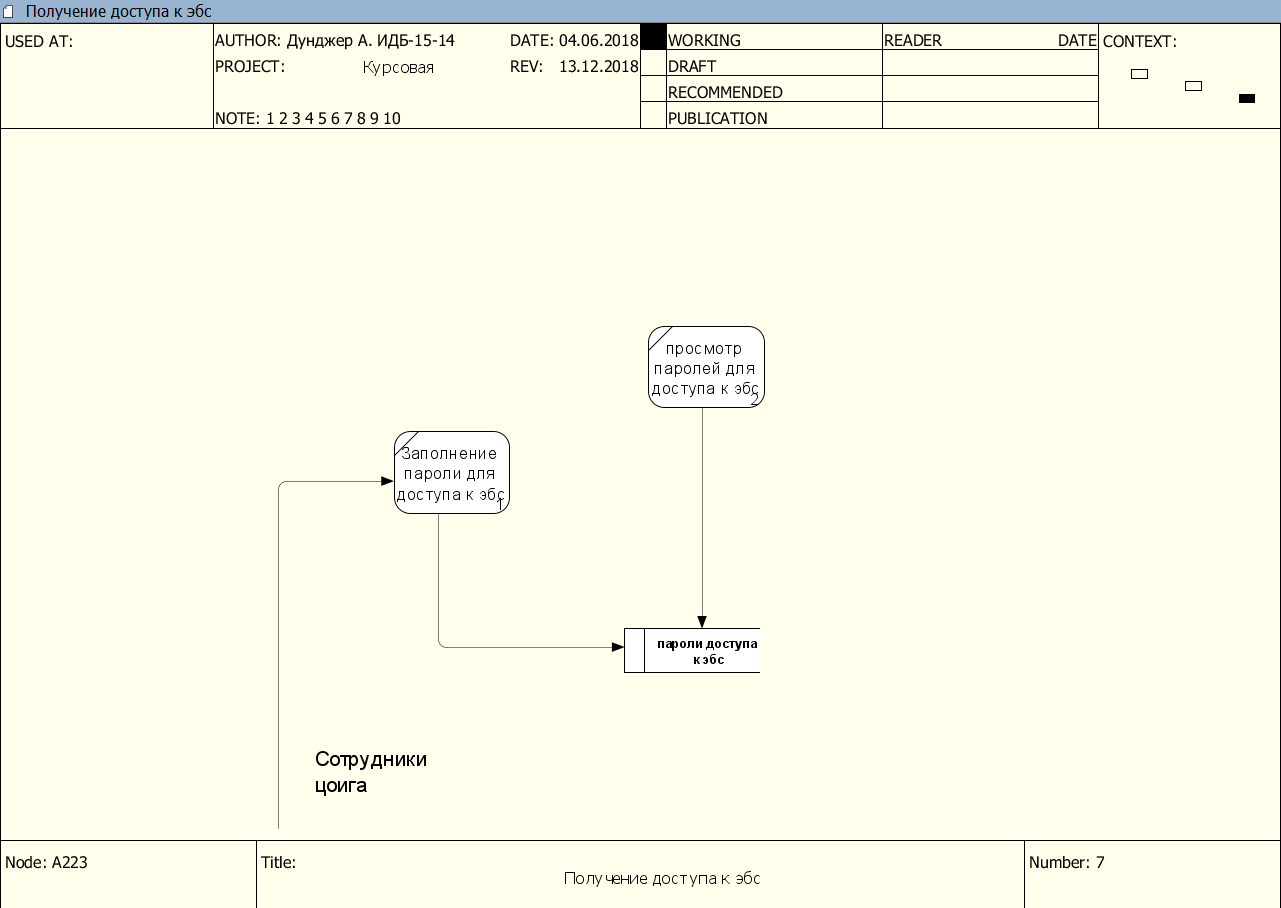 Получение доступа к эбс
USED AT:
AUTHOR: Дунджер А. ИДБ-15-14
DATE: 04.06.2018
PROJECT: Курсовая
REV: 13.12.2018
NOTE: 1 2 3 4 5 6 7 8 9 10
WORKING
DRAFT
RECOMMENDED
PUBLICATION
READER
DATE
CONTEXT:
просмотр
паролей для
доступа к эбс
2
Заполнение
пароли для
доступа к эбс
1
пароли доступа
к эбс
Сотрудники
цоига
Node: A223
Title:
Получение доступа к эбс
Number: 7